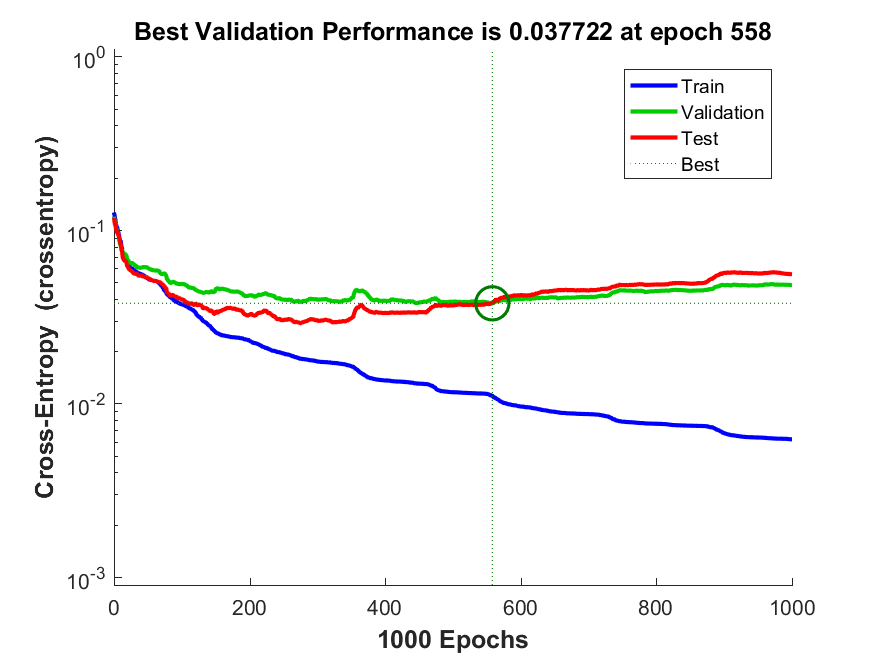 Best Validation Performance is 0.037722 at epoch 558
10^0
10^-1
10^-2
10^-3
Cross-Entropy (crossentropy)
Train
Validation
Test
Best
0 200 400 600 800 1000
1000 Epochs